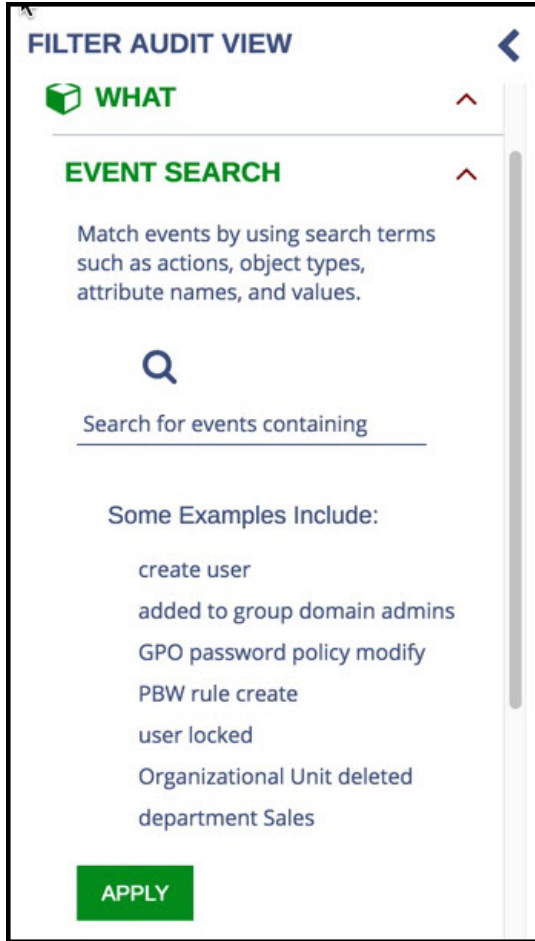 FILTER AUDIT VIEW
WHAT
EVENT SEARCH
Match events by using search terms
such as actions, object types,
attribute names, and values.
Search for events containing
Some Examples Include:
create user
added to group domain admins
GPO password policy modify
PBW rule create
user locked
Organizational Unit deleted
department Sales
APPLY